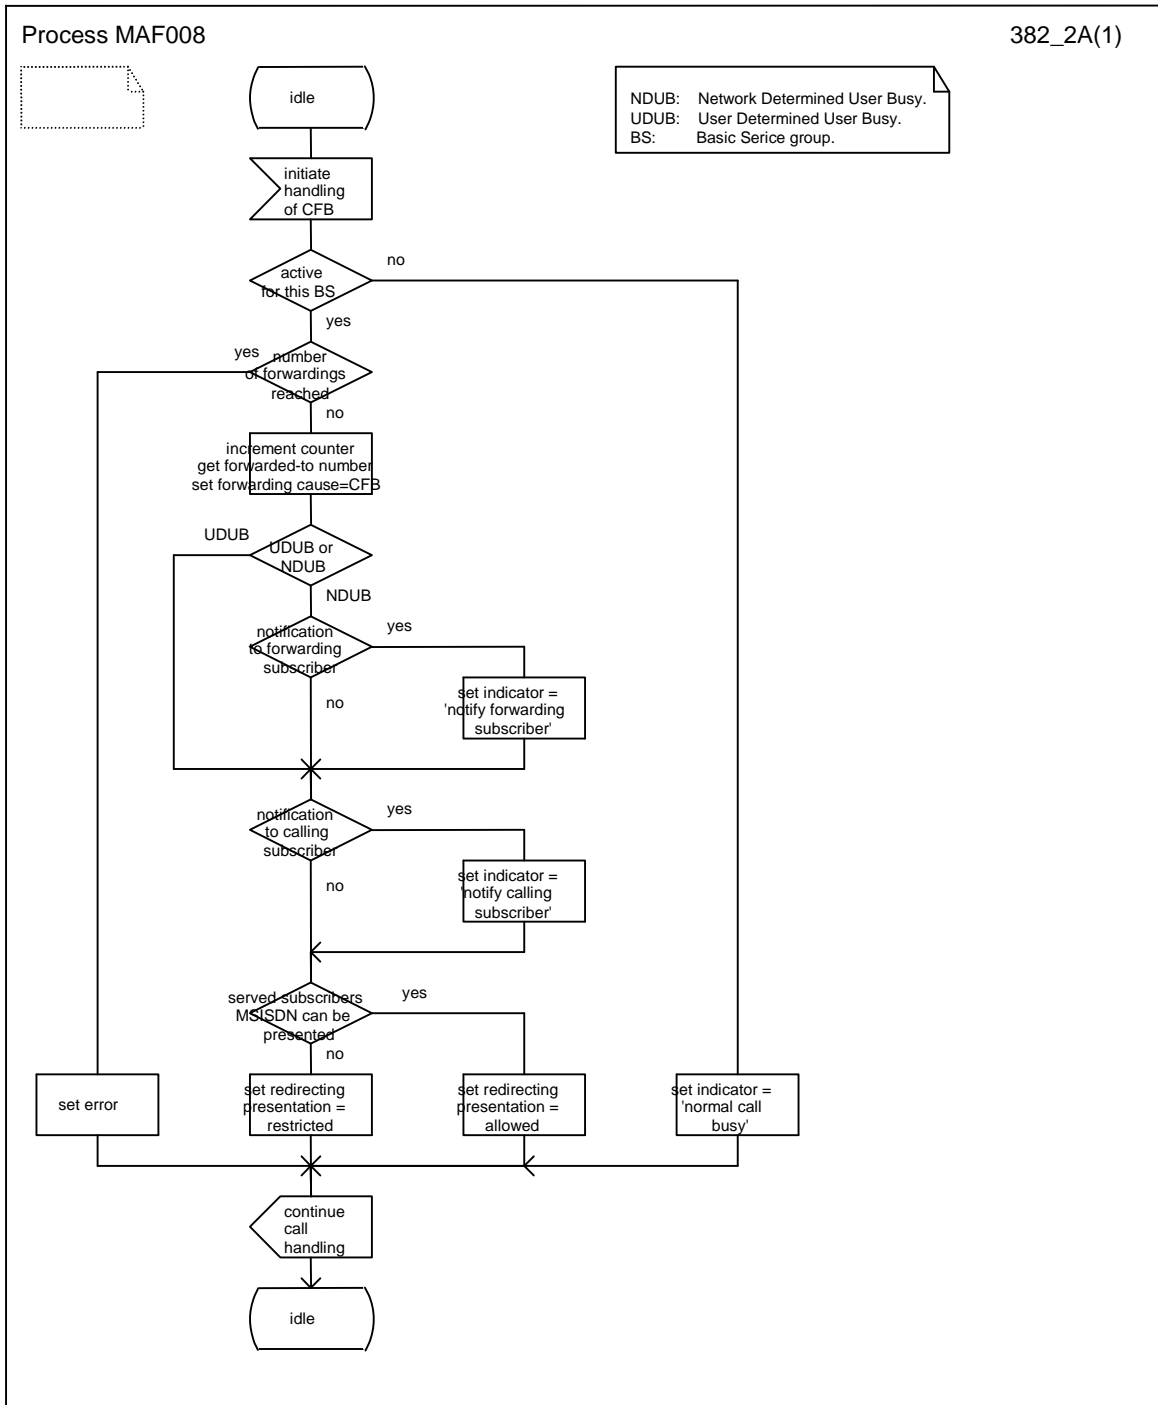 Process MAF008
382_2A(1)
idle
NDUB: Network Determined User Busy.
UDUB: User Determined User Busy.
BS: Basic Serice group.
initiate
handling
of CFB
active
for this BS
no
yes
yes
number
of forwardings
reached
no
increment counter
get forwarded-to number
set forwarding cause=CFB
UDUB
UDUB or
NDUB
NDUB
notification
to forwarding
subscriber
yes
no
set indicator =
'notify forwarding
subscriber'
notification
to calling
subscriber
yes
no
set indicator =
'notify calling
subscriber'
served subscribers
MSISDN can be
presented
yes
no
set error
set redirecting
presentation =
restricted
set redirecting
presentation =
allowed
set indicator =
'normal call
busy'
continue
call
handling
idle